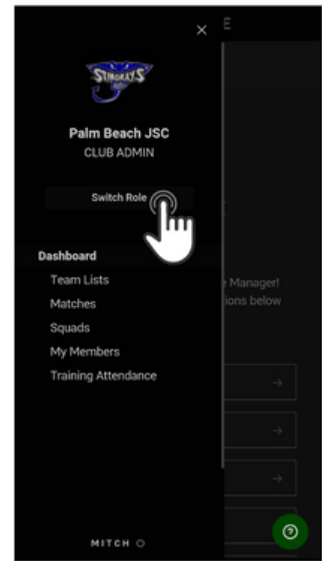 E
STINGRAYS
Palm Beach JSC
CLUB ADMIN
Switch Role
Dashboard
Team Lists
Matches
Squads
My Members
Training Attendance
e Manager!
ions below
MITCH